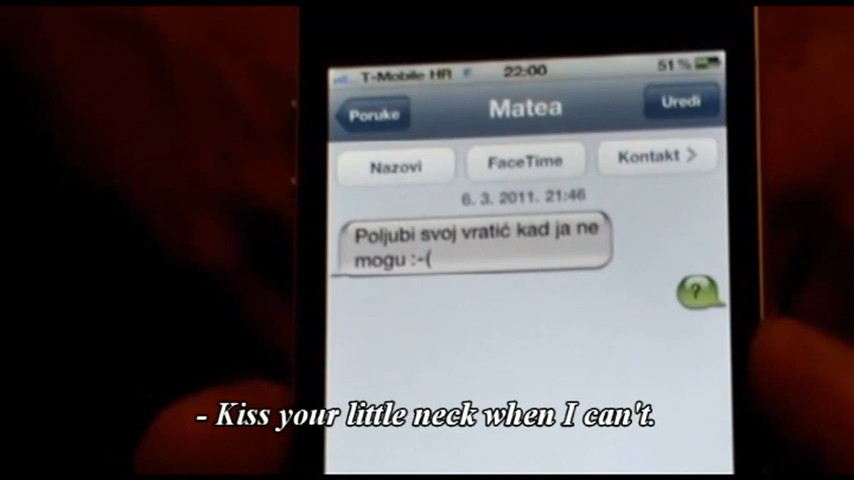 T-Mobile HR 22:00 51 %
Poruke Matea Uredi
Nazovi FaceTime Kontakt >
6. 3. 2011. 21:46
Poljubi svoj vratić kad ja ne
mogu :-(
?
- Kiss your little neck when I can't.